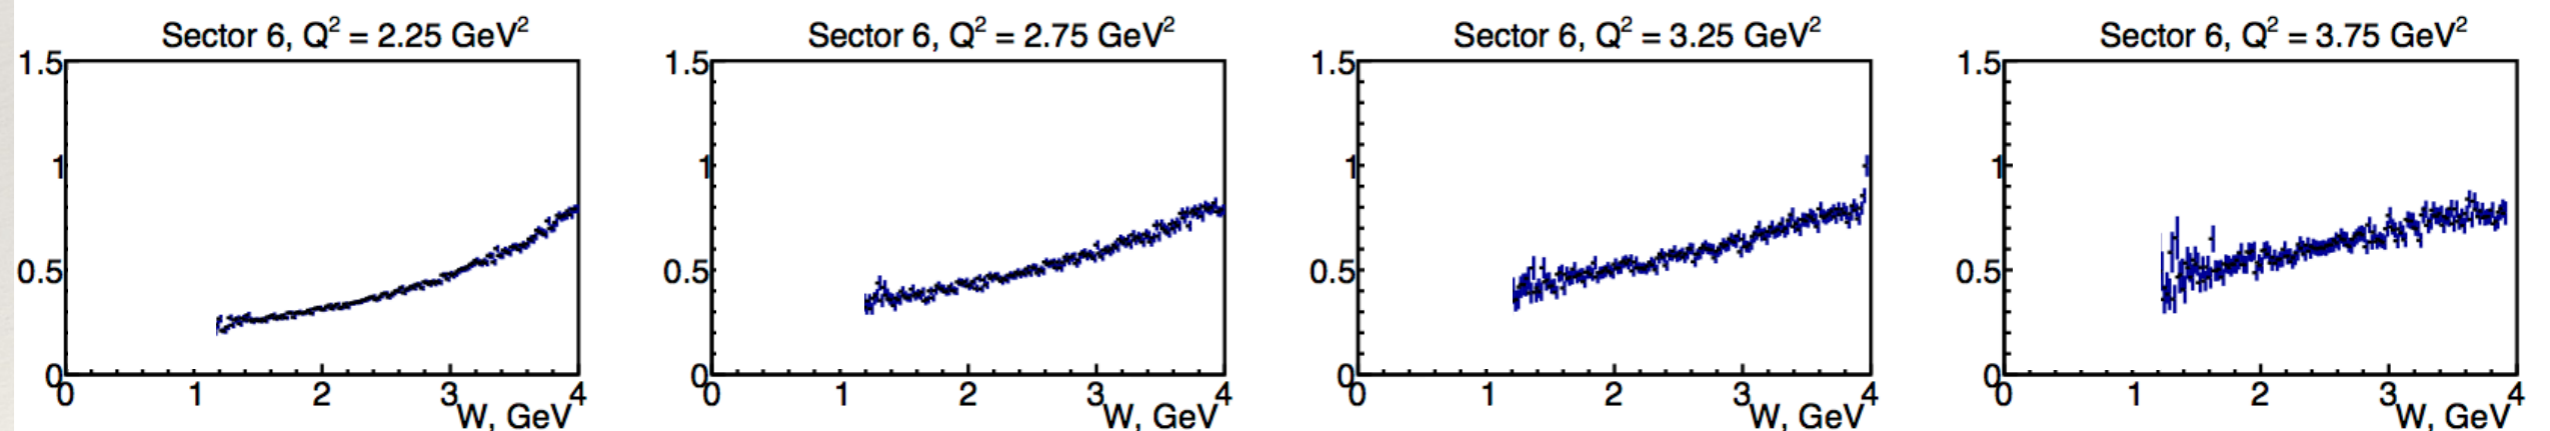 Sector 6, Q² = 2.25 GeV²
1.5
1
0.5
0
0 1 2 3 4
W, GeV
Sector 6, Q² = 2.75 GeV²
1.5
1
0.5
0
0 1 2 3 4
W, GeV
Sector 6, Q² = 3.25 GeV²
1.5
1
0.5
0
0 1 2 3 4
W, GeV
Sector 6, Q² = 3.75 GeV²
1.5
1
0.5
0
0 1 2 3 4
W, GeV